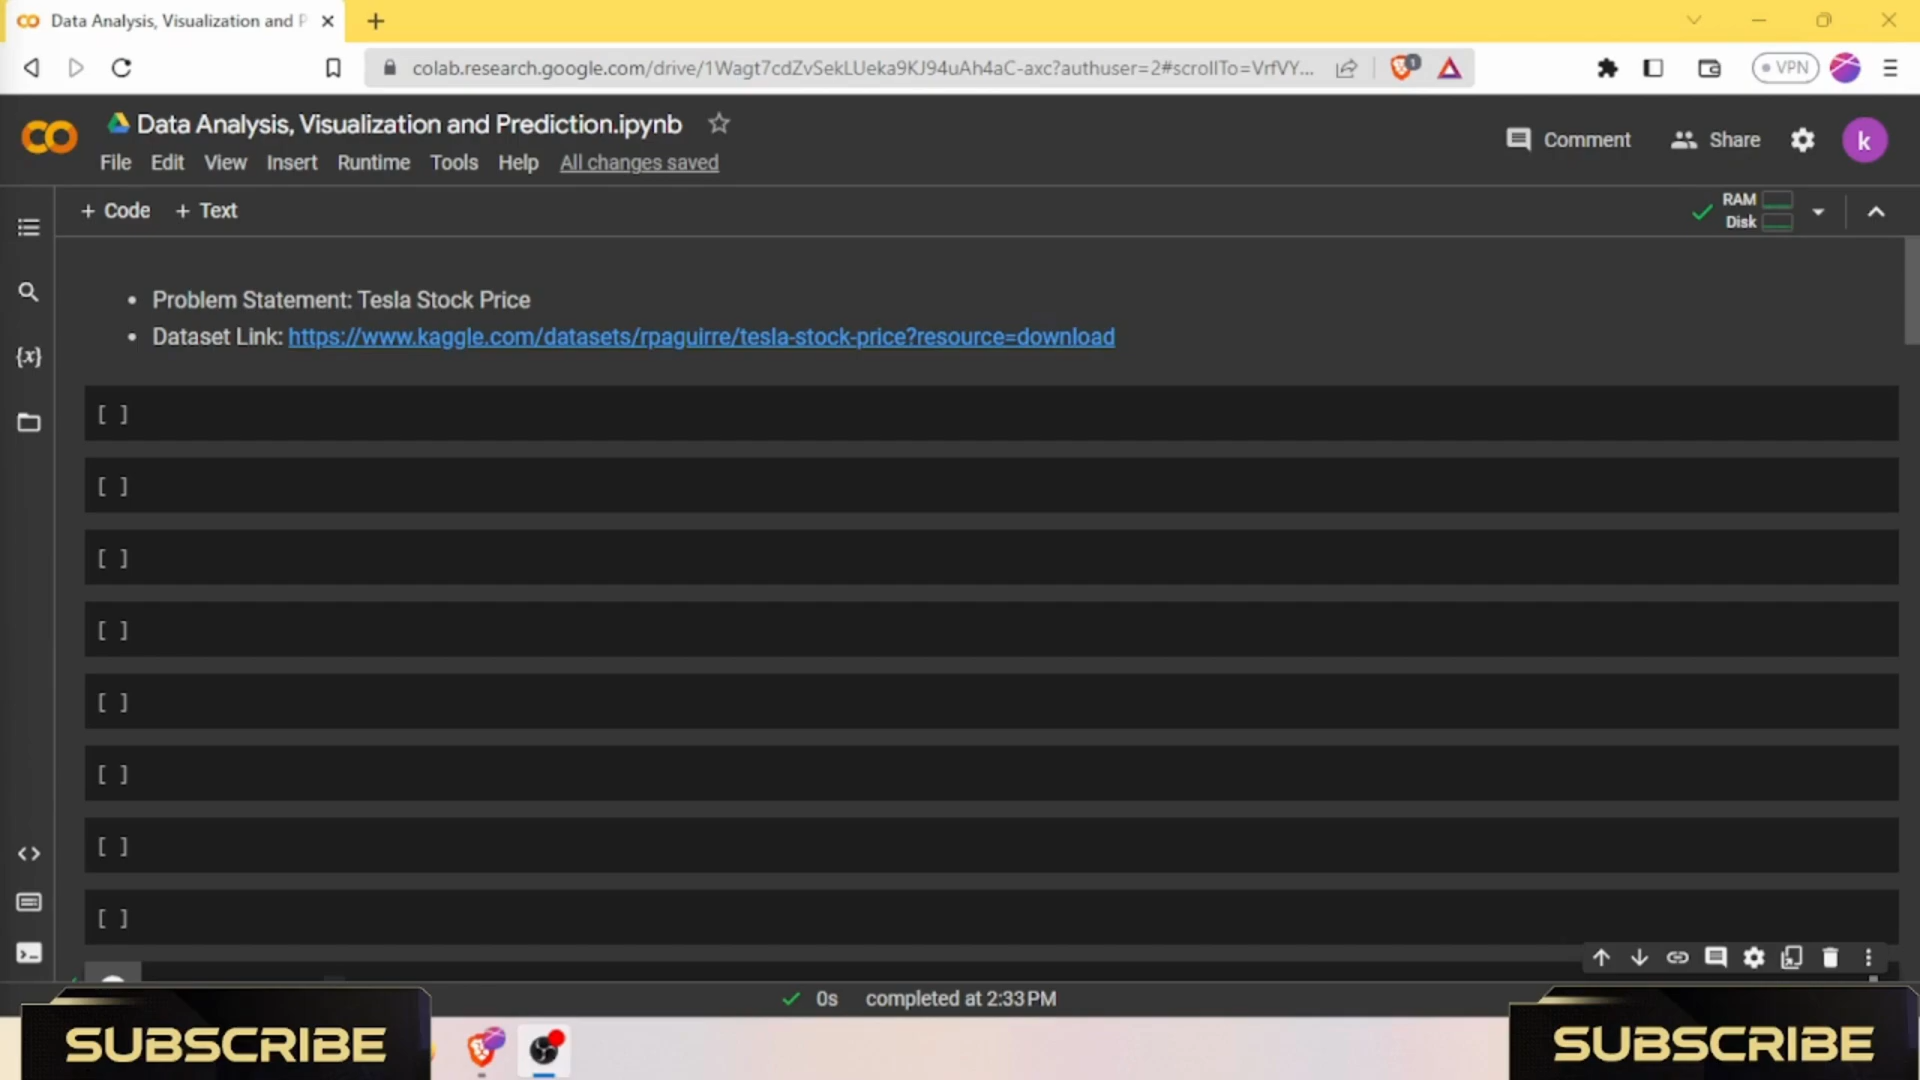 Data Analysis, Visualization and P
colab.research.google.com/drive/1Wagt7cdZvSekLUeka9KJ94uAh4aC-axc?authuser=2#scrollTo=VrfVY...
1
VPN
CO
Data Analysis, Visualization and Prediction.ipynb
Comment
Share
k
File Edit View Insert Runtime Tools Help All changes saved
+ Code + Text
RAM
Disk
• Problem Statement: Tesla Stock Price
• Dataset Link: https://www.kaggle.com/datasets/rpaguirre/tesla-stock-price?resource=download
{x}
[ ]
[ ]
[ ]
[ ]
[ ]
[ ]
[ ]
[ ]
0s completed at 2:33 PM
SUBSCRIBE
SUBSCRIBE